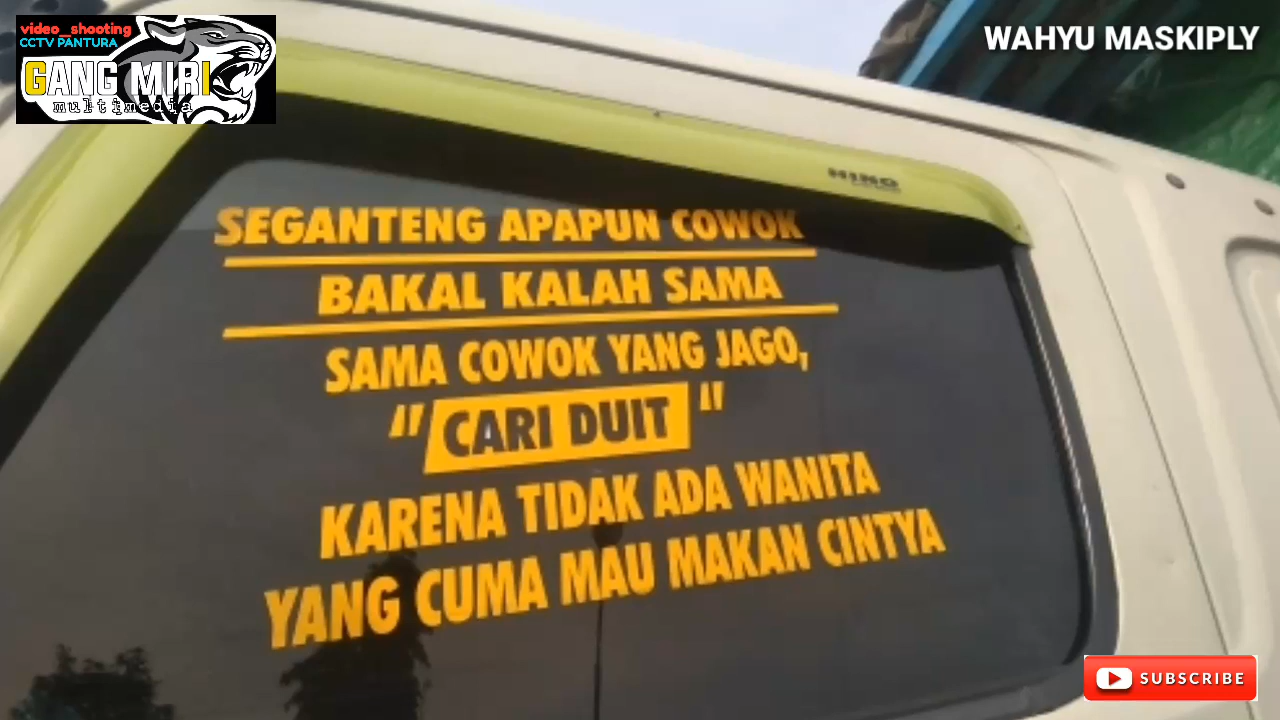 video_shooting
CCTV PANTURA
GANG MIRI
multimedia
WAHYU MASKIPLY
HINO
SEGANTENG APAPUN COWOK
BAKAL KALAH SAMA
SAMA COWOK YANG JAGO,
"CARI DUIT"
KARENA TIDAK ADA WANITA
YANG CUMA MAU MAKAN CINTYA
SUBSCRIBE